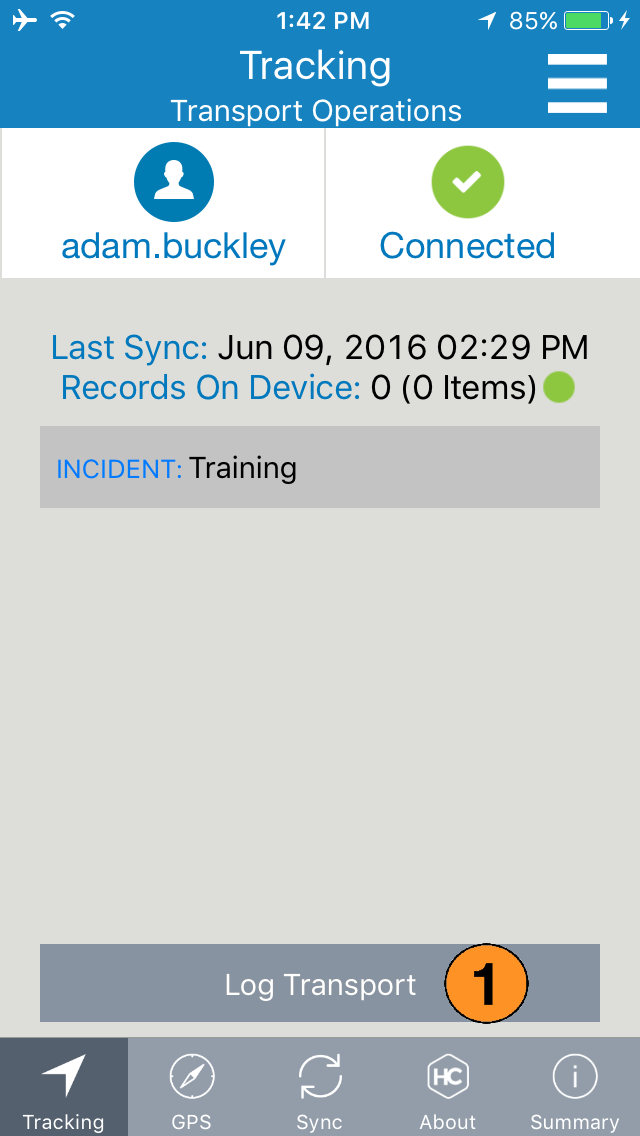 1:42 PM 85%
Tracking
Transport Operations
adam.buckley Connected
Last Sync: Jun 09, 2016 02:29 PM
Records On Device: 0 (0 Items)
INCIDENT: Training
Log Transport 1
HC i
Tracking GPS Sync About Summary